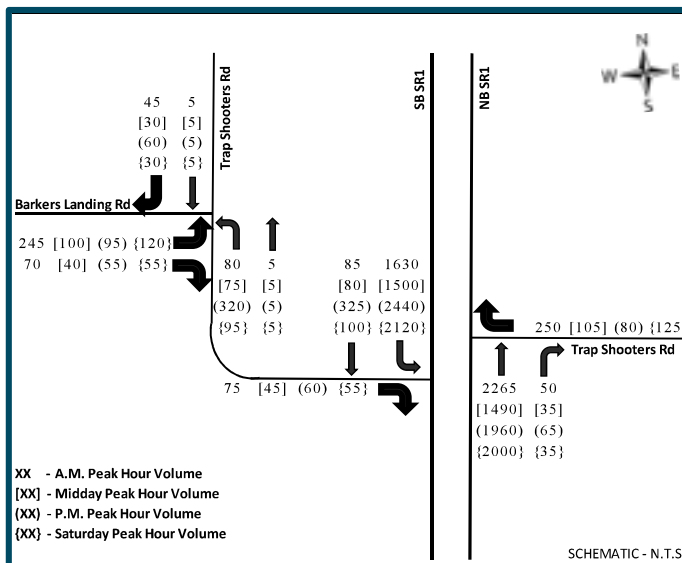 N
W E
S
Trap Shooters Rd
SB SR1
NB SR1
45 5
[30] [5]
(60) (5)
{30} {5}
Barkers Landing Rd
245 [100] (95) {120}
70 [40] (55) {55}
80 5
[75] [5]
(320) (5)
{95} {5}
85 1630
[80] [1500]
(325) (2440)
{100} {2120}
75 [45] (60) {55}
250 [105] (80) {125
Trap Shooters Rd
2265 50
[1490] [35]
(1960) (65)
{2000} {35}
XX - A.M. Peak Hour Volume
[XX] - Midday Peak Hour Volume
(XX) - P.M. Peak Hour Volume
{XX} - Saturday Peak Hour Volume
SCHEMATIC - N.T.S